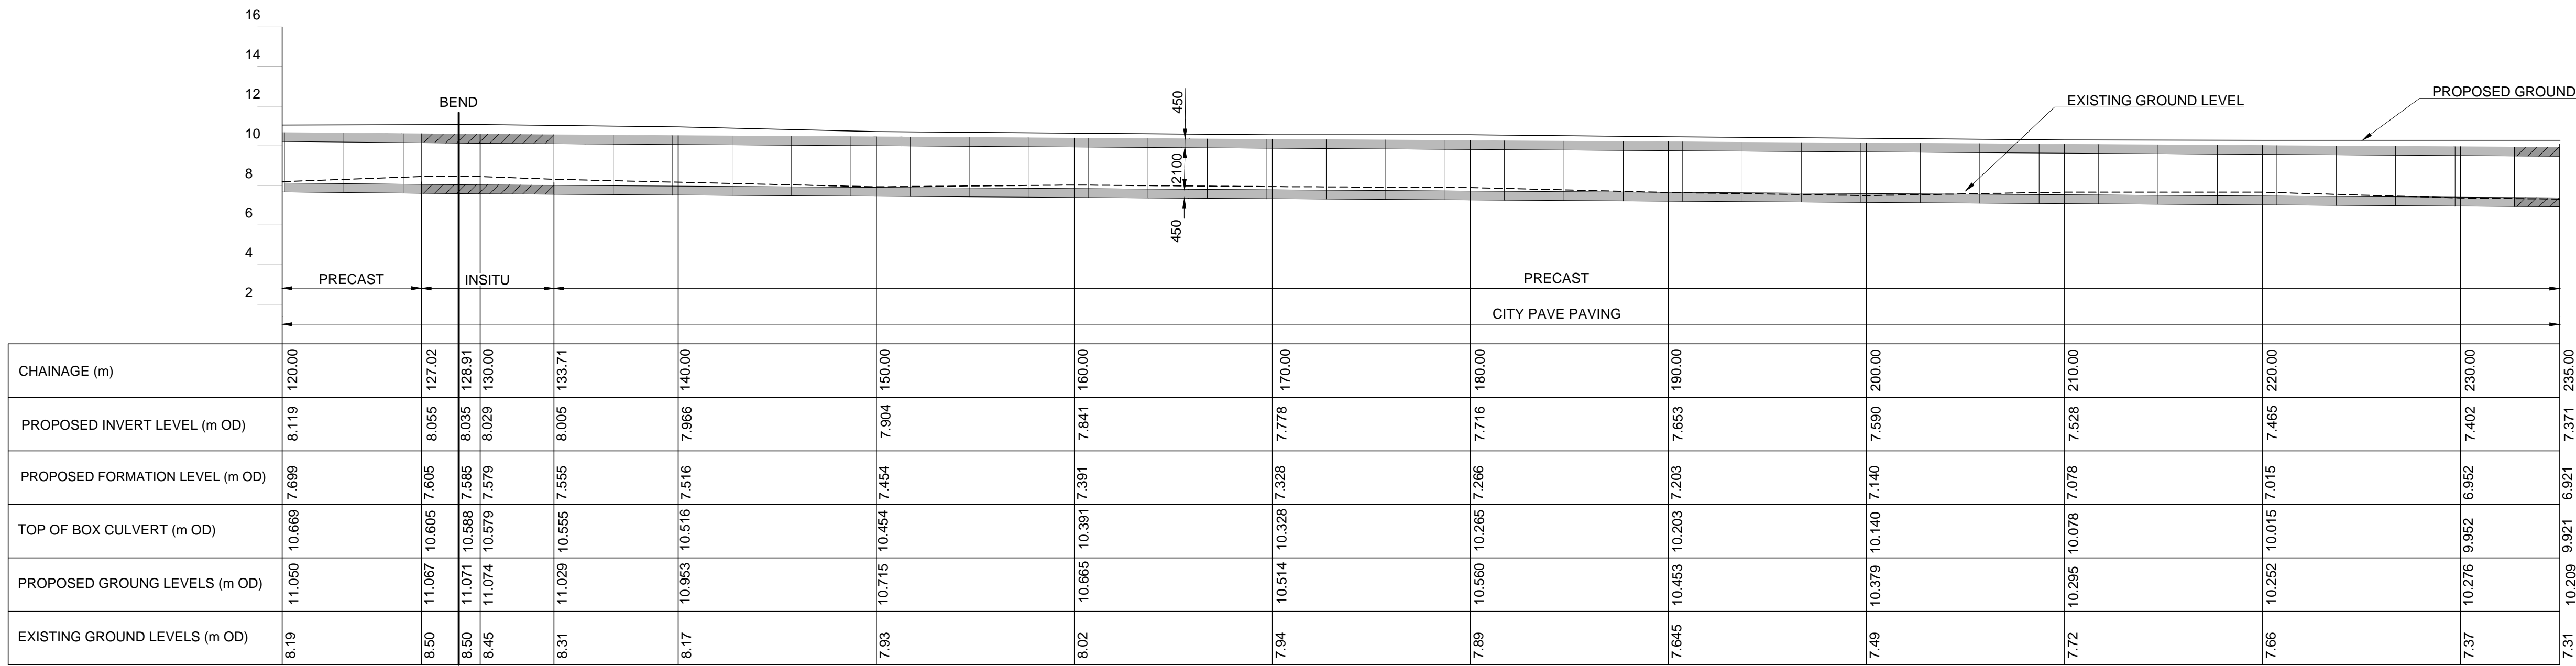 16
14
12
10
8
6
4
2
BEND
450
2100
450
EXISTING GROUND LEVEL
PROPOSED GROUND
PRECAST
INSITU
PRECAST
CITY PAVE PAVING
CHAINAGE (m) 120.00 127.02 128.91 130.00 133.71 140.00 150.00 160.00 170.00 180.00 190.00 200.00 210.00 220.00 230.00 235.00
PROPOSED INVERT LEVEL (m OD) 8.119 8.055 8.035 8.029 8.005 7.966 7.904 7.841 7.778 7.716 7.653 7.590 7.528 7.465 7.402 7.371
PROPOSED FORMATION LEVEL (m OD) 7.699 7.605 7.585 7.579 7.555 7.516 7.454 7.391 7.328 7.266 7.203 7.140 7.078 7.015 6.952 6.921
TOP OF BOX CULVERT (m OD) 10.669 10.605 10.588 10.579 10.555 10.516 10.454 10.391 10.328 10.265 10.203 10.140 10.078 10.015 9.952 9.921
PROPOSED GROUNG LEVELS (m OD) 11.050 11.067 11.071 11.074 11.029 10.953 10.715 10.665 10.514 10.560 10.453 10.379 10.295 10.252 10.276 10.209
EXISTING GROUND LEVELS (m OD) 8.19 8.50 8.50 8.45 8.31 8.17 7.93 8.02 7.94 7.89 7.645 7.49 7.72 7.66 7.37 7.31